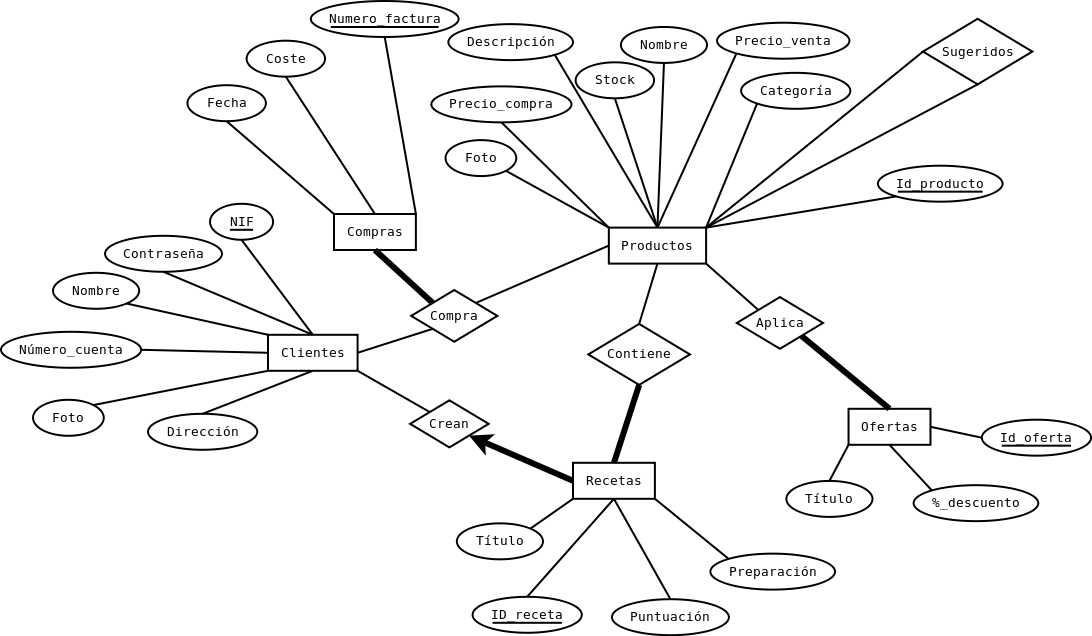 Numero_factura
Descripción
Nombre
Precio_venta
Sugeridos
Coste
Stock
Categoría
Fecha
Precio_compra
Foto
Id_producto
NIF
Compras
Productos
Contraseña
Nombre
Compra
Aplica
Número_cuenta
Clientes
Contiene
Foto
Dirección
Crean
Ofertas
Id_oferta
Recetas
Título
%_descuento
Título
Preparación
ID_receta
Puntuación